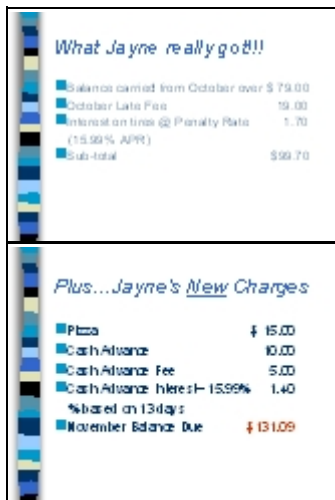 What Jayne really got!!!
Balance carried from October over $79.00
October Late Fee 19.00
Interest on tires @ Penalty Rate 1.70
(15.99% APR)
Sub-total $99.70
Plus...Jayne's New Charges
Pizza $ 15.00
Cash Advance 10.00
Cash Advance Fee 5.00
Cash Advance Interest– 15.99% 1.40
% based on 13 days
November Balance Due $131.09